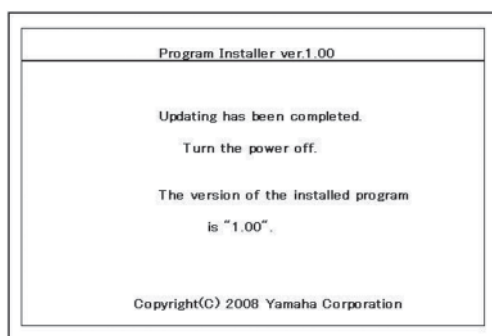 Program Installer ver.1.00
Updating has been completed.
Turn the power off.
The version of the installed program
is "1.00".
Copyright(C) 2008 Yamaha Corporation